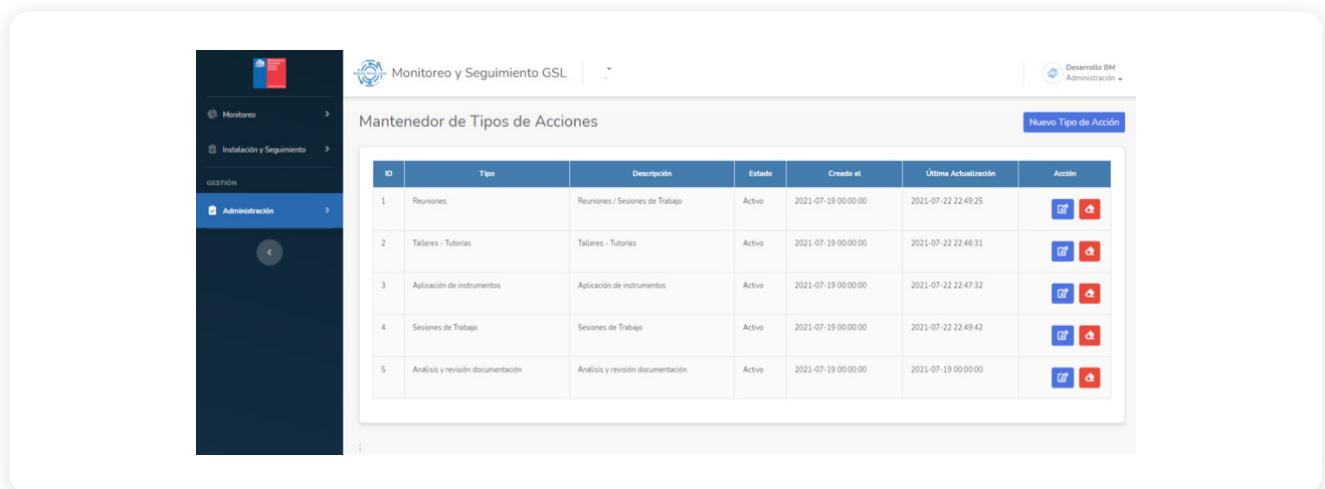 Monitoreo y Seguimiento GSL
Desarrollo BM
Administración
Monitoreo
Instalación y Seguimiento
GESTIÓN
Administración
Mantenedor de Tipos de Acciones
Nuevo Tipo de Acción
ID Tipo Descripción Estado Creado el Última Actualización Acción
1 Reuniones Reuniones / Sesiones de Trabajo Activo 2021-07-19 00:00:00 2021-07-22 22:49:25
2 Talleres - Tutorías Talleres - Tutorías Activo 2021-07-19 00:00:00 2021-07-22 22:46:31
3 Aplicación de instrumentos Aplicación de instrumentos Activo 2021-07-19 00:00:00 2021-07-22 22:47:32
4 Sesiones de Trabajo Sesiones de Trabajo Activo 2021-07-19 00:00:00 2021-07-22 22:49:42
5 Análisis y revisión documentación Análisis y revisión documentación Activo 2021-07-19 00:00:00 2021-07-19 00:00:00
;